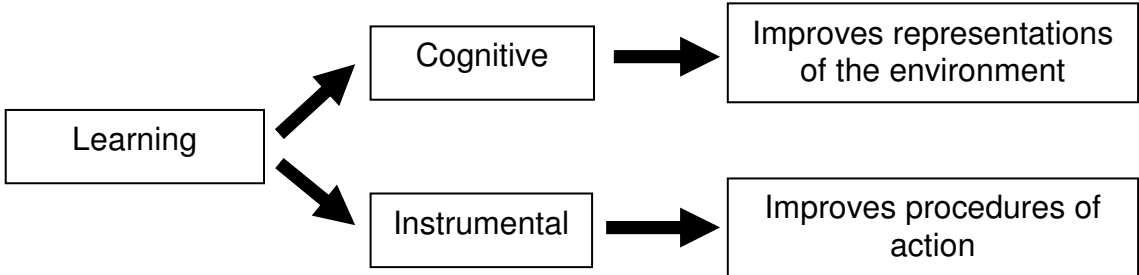 Learning
Cognitive
Improves representations
of the environment
Instrumental
Improves procedures of
action